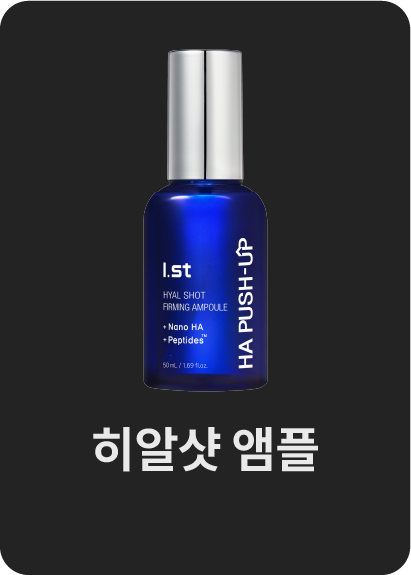 I.st
HYAL SHOT
FIRMING AMPOULE
+Nano HA
+Peptides™
50 mL / 1.69 fl.oz.
HA PUSH-UP
히알샷 앰플